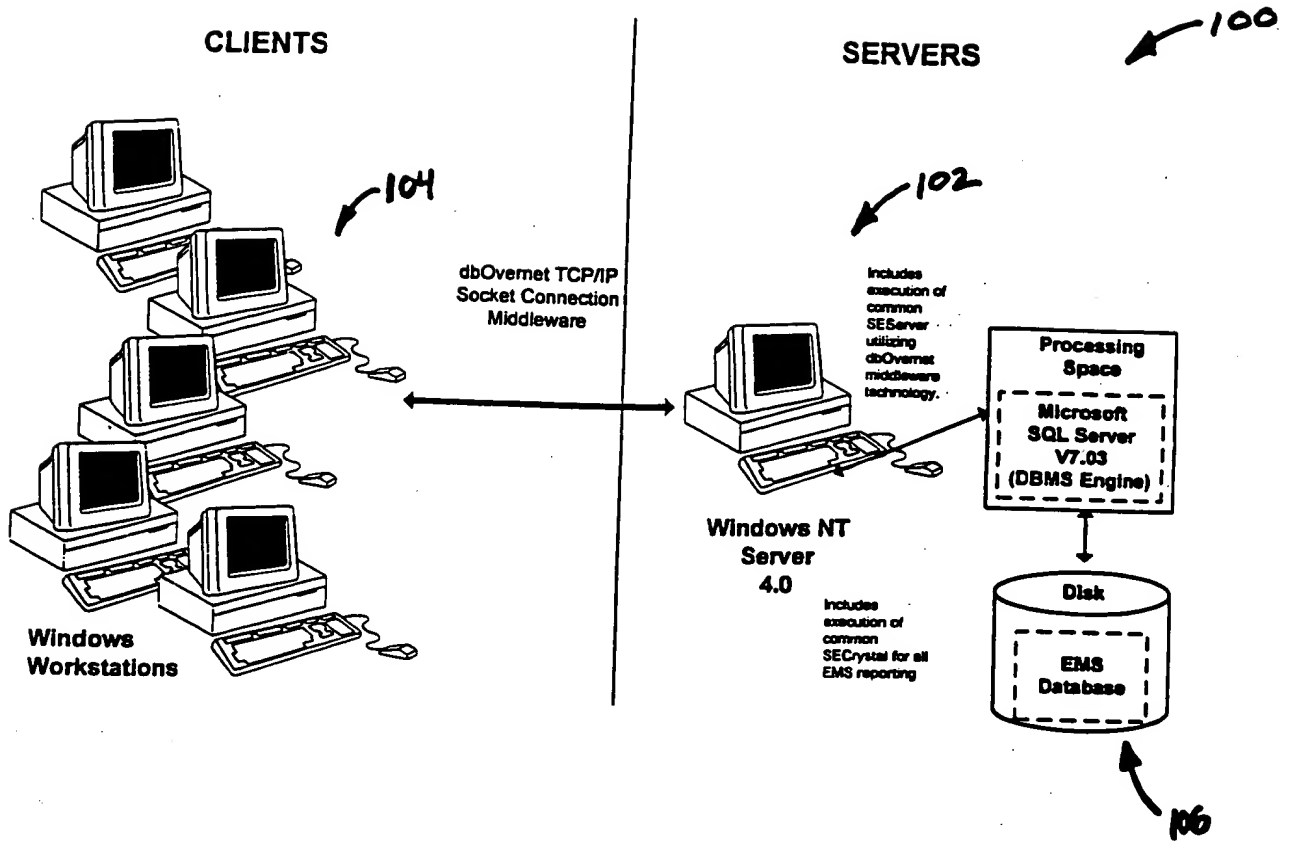 CLIENTS
SERVERS
100
104
102
dbOvernet TCP/IP
Socket Connection
Middleware
Includes
execution of
common
SEServer
utilizing
dbOvernet
middleware
technology.
Processing
Space
Microsoft
SQL Server
V7.03
(DBMS Engine)
Windows NT
Server
4.0
Includes
execution of
common
SECrystal for all
EMS reporting
Disk
EMS
Database
Windows
Workstations
106